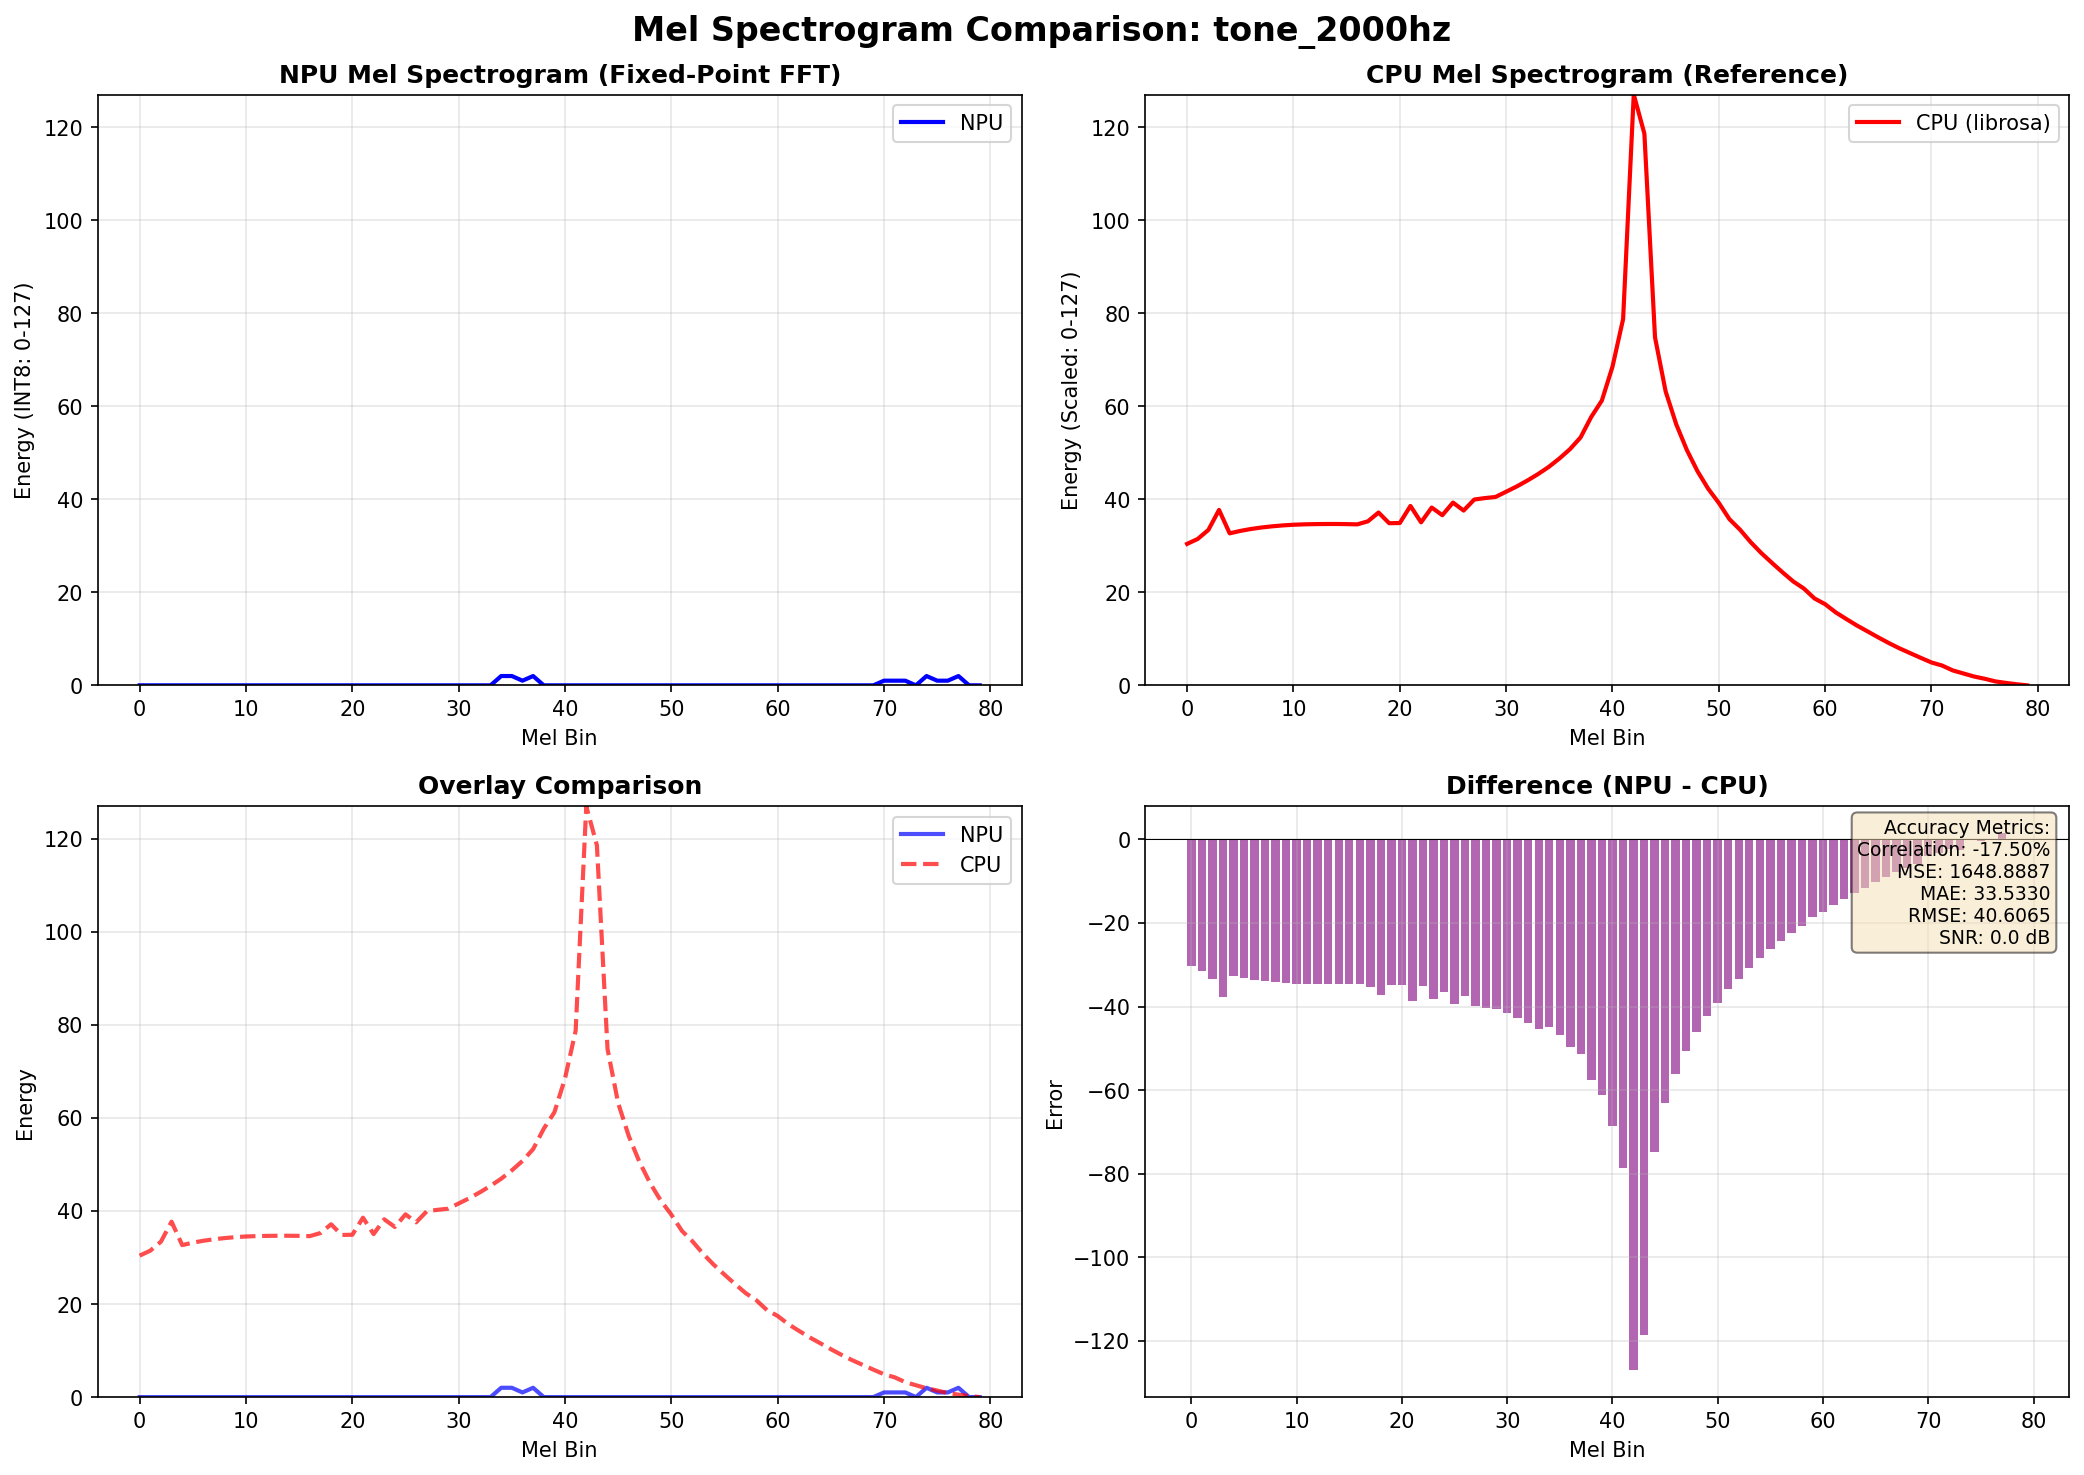 Mel Spectrogram Comparison: tone_2000hz
NPU Mel Spectrogram (Fixed-Point FFT)
Energy (INT8: 0-127)
120
100
80
60
40
20
0
NPU
0 10 20 30 40 50 60 70 80
Mel Bin
CPU Mel Spectrogram (Reference)
Energy (Scaled: 0-127)
120
100
80
60
40
20
0
CPU (librosa)
0 10 20 30 40 50 60 70 80
Mel Bin
Overlay Comparison
Energy
120
100
80
60
40
20
0
NPU
CPU
0 10 20 30 40 50 60 70 80
Mel Bin
Difference (NPU - CPU)
Error
0
−20
−40
−60
−80
−100
−120
Accuracy Metrics:
Correlation: -17.50%
MSE: 1648.8887
MAE: 33.5330
RMSE: 40.6065
SNR: 0.0 dB
0 10 20 30 40 50 60 70 80
Mel Bin